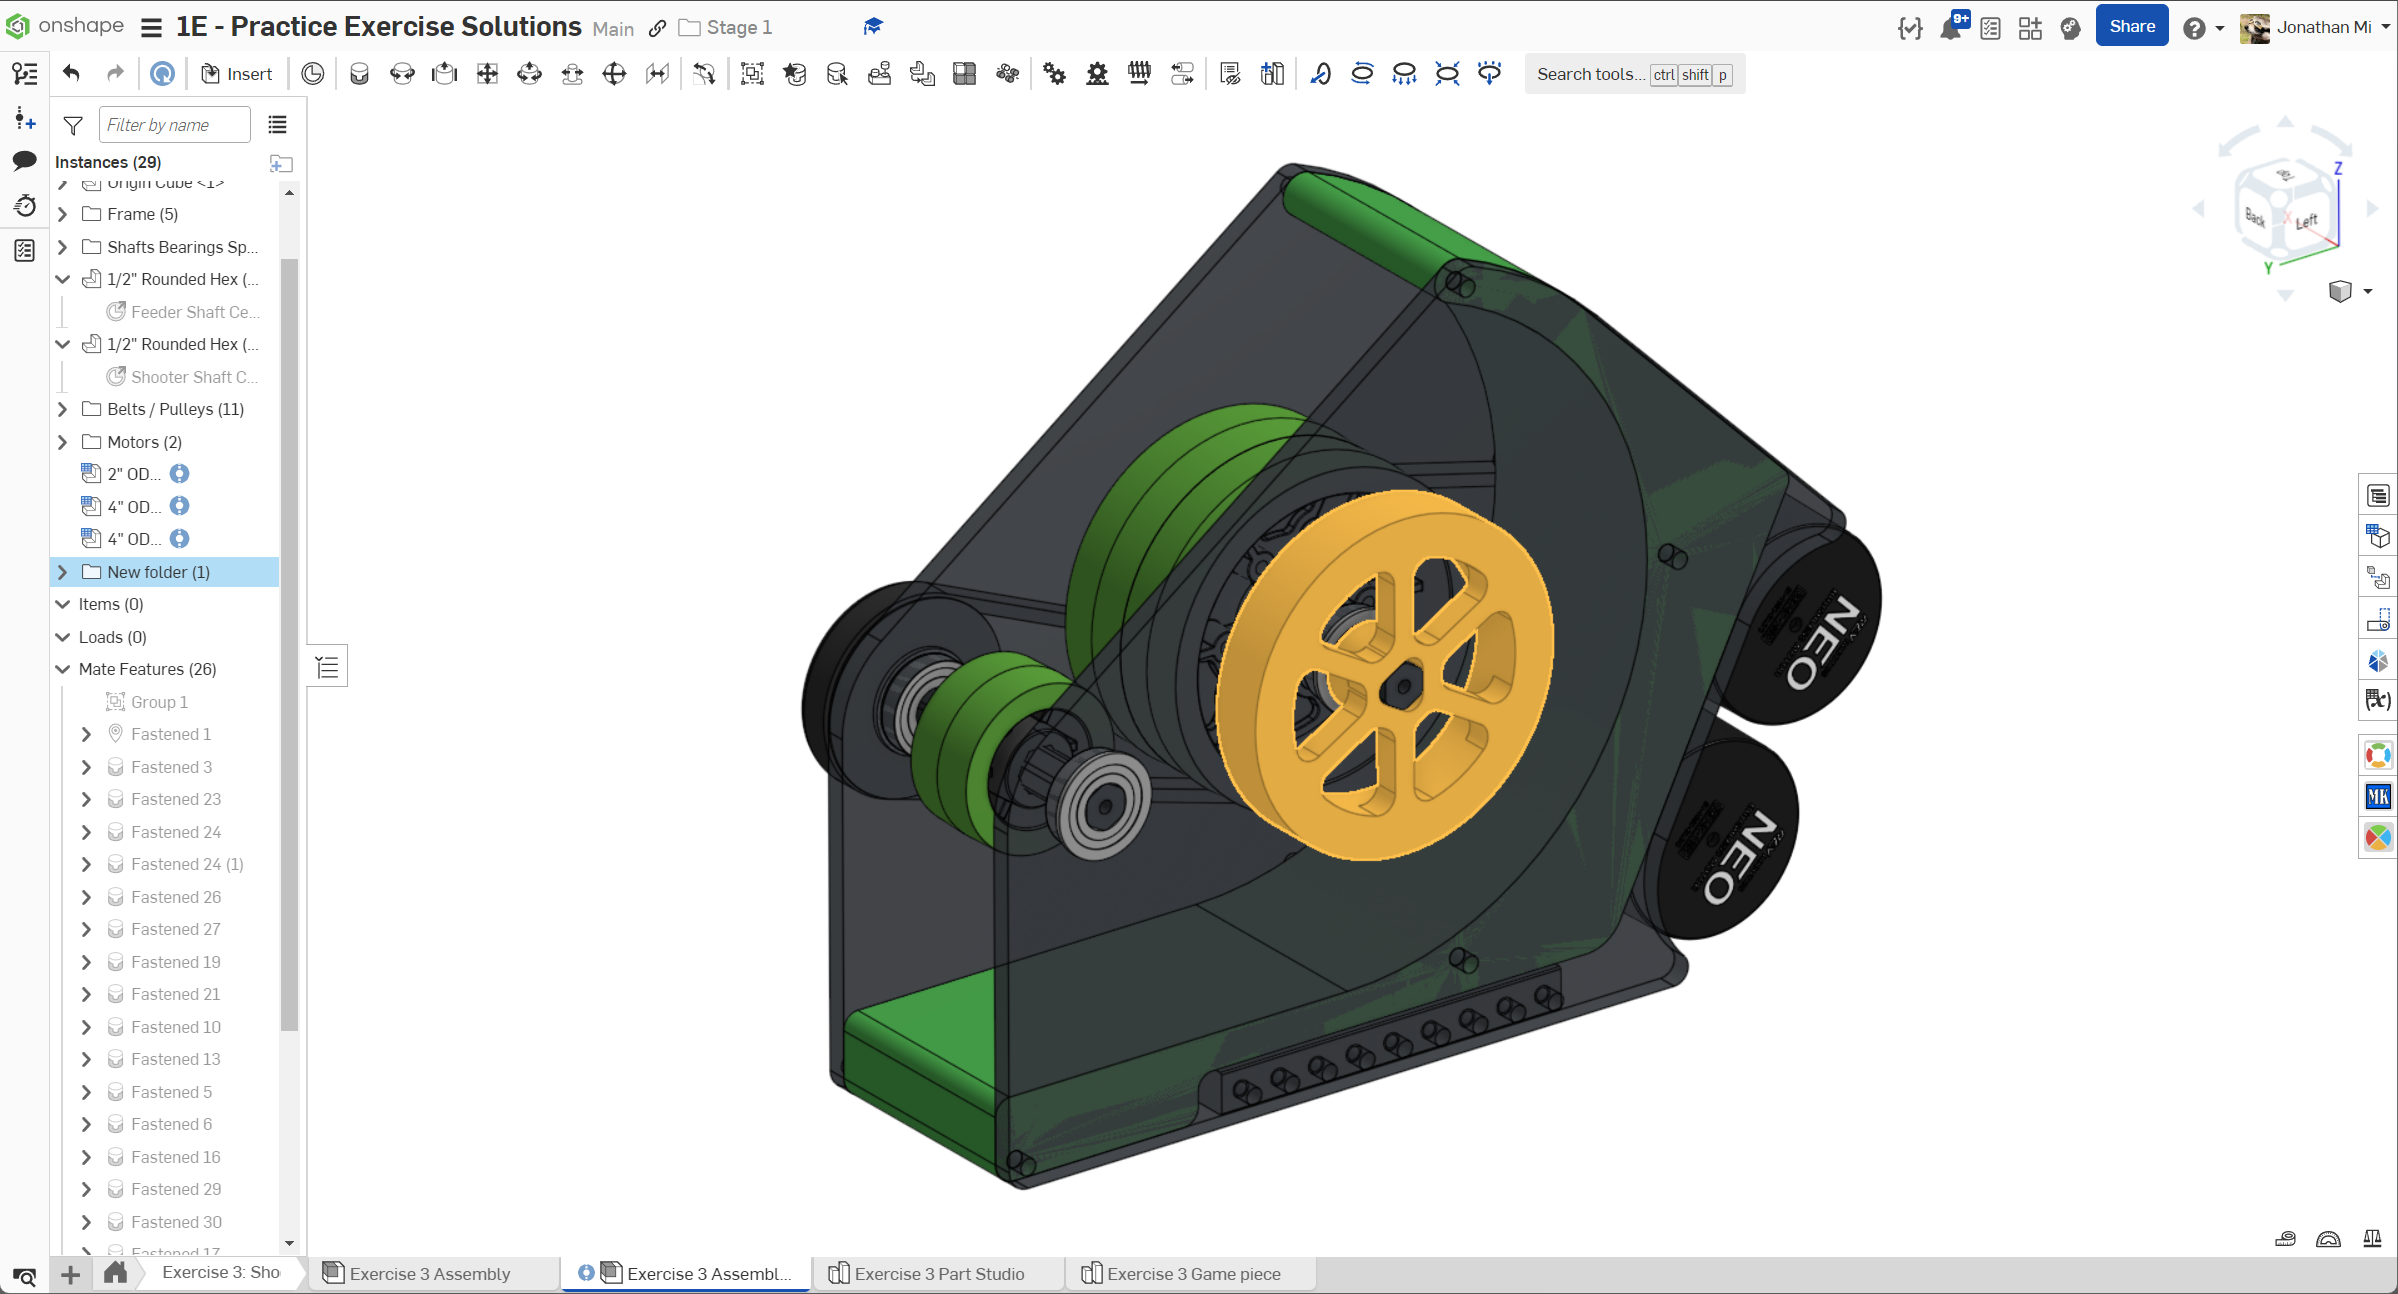 onshape
1E - Practice Exercise Solutions Main Stage 1
9+
Share
Jonathan Mi
Insert
Search tools... ctrl shift p
Filter by name
Instances (29)
Origin Cube <1>
Frame (5)
Shafts Bearings Sp...
1/2" Rounded Hex (...
Feeder Shaft Ce...
1/2" Rounded Hex (...
Shooter Shaft C...
Belts / Pulleys (11)
Motors (2)
2" OD...
4" OD...
4" OD...
New folder (1)
Items (0)
Loads (0)
Mate Features (26)
Group 1
Fastened 1
Fastened 3
Fastened 23
Fastened 24
Fastened 24 (1)
Fastened 26
Fastened 27
Fastened 19
Fastened 21
Fastened 10
Fastened 13
Fastened 5
Fastened 6
Fastened 16
Fastened 29
Fastened 30
Fastened 17
Z
Back
Left
X
Y
NEO
NEO
(x)
MK
Exercise 3: Sho
Exercise 3 Assembly
Exercise 3 Assembl...
Exercise 3 Part Studio
Exercise 3 Game piece